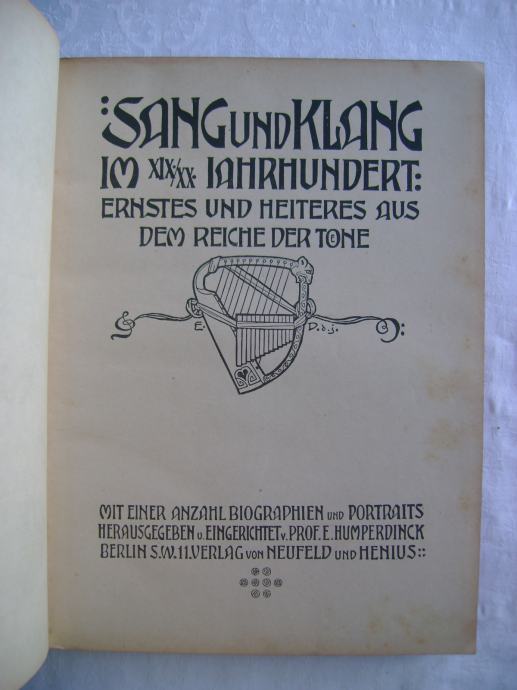 :SANG UND KLANG
IM XIX/XX. JAHRHUNDERT:
ERNSTES UND HEITERES AUS
DEM REICHE DER TOENE
E. D.d.j.
MIT EINER ANZAHL BIOGRAPHIEN UND PORTRAITS
HERAUSGEGEBEN U. EINGERICHTET V. PROF. E. HUMPERDINCK
BERLIN S.W.11. VERLAG VON NEUFELD UND HENIUS::